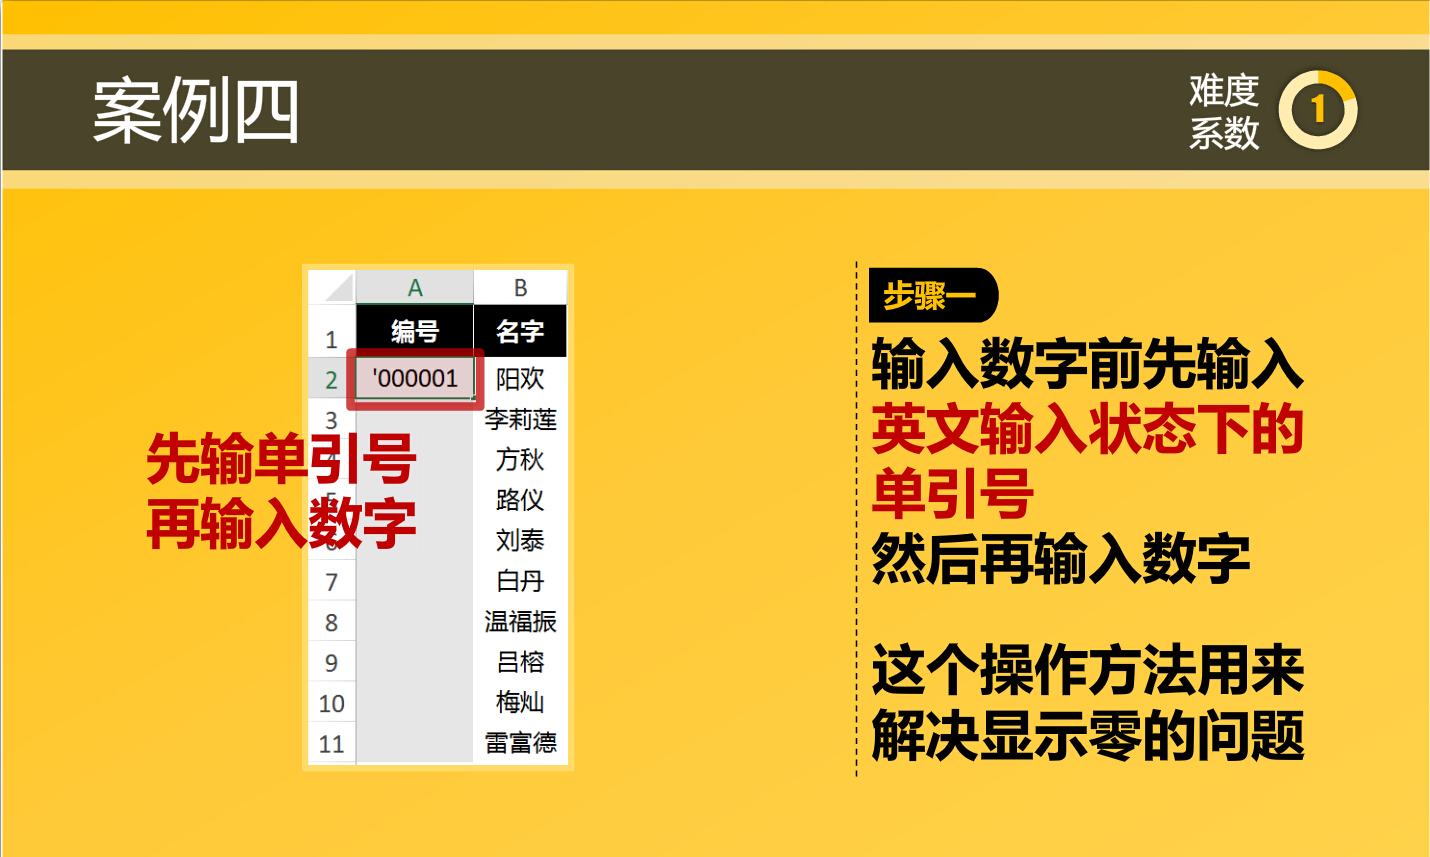 案例四
难度
系数
1
A B
1 编号 名字
2 '000001 阳欢
3 李莉莲
4 方秋
5 路仪
6 刘泰
7 白丹
8 温福振
9 吕榕
10 梅灿
11 雷富德
先输单引号
再输入数字
步骤一
输入数字前先输入
英文输入状态下的
单引号
然后再输入数字
这个操作方法用来
解决显示零的问题